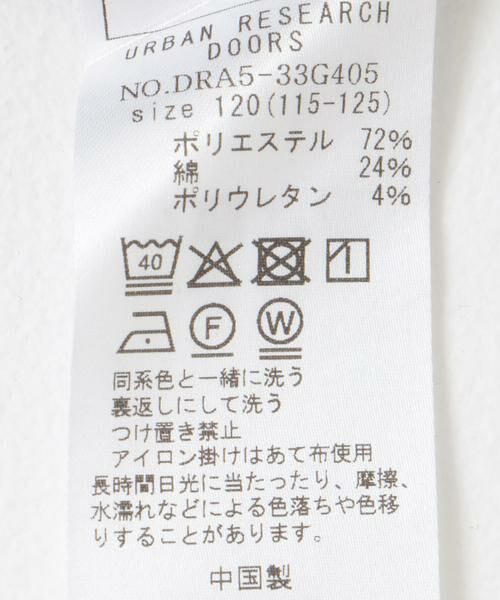 URBAN RESEARCH
DOORS
NO.DRA5-33G405
size 120(115-125)
ポリエステル 72%
綿 24%
ポリウレタン 4%
40
F W
同系色と一緒に洗う
裏返しにして洗う
つけ置き禁止
アイロン掛けはあて布使用
長時間日光に当たったり、摩擦、
水濡れなどによる色落ちや色移
りすることがあります。
中国製